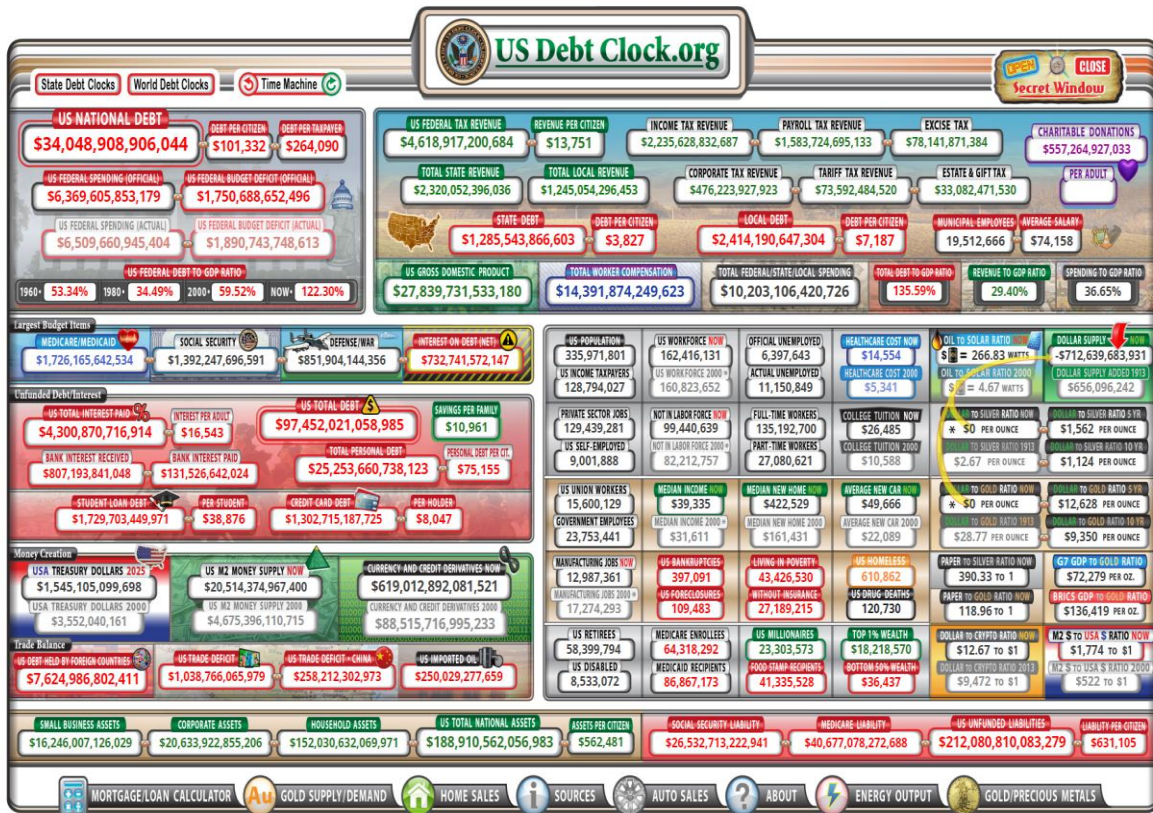 US Debt Clock.org
State Debt Clocks
World Debt Clocks
Time Machine
OPEN
CLOSE
Secret Window
US NATIONAL DEBT
$34,048,908,906,044
DEBT PER CITIZEN
$101,332
DEBT PER TAXPAYER
$264,090
US FEDERAL SPENDING (OFFICIAL)
$6,369,605,853,179
US FEDERAL BUDGET DEFICIT (OFFICIAL)
$1,750,688,652,496
US FEDERAL SPENDING (ACTUAL)
$6,509,660,945,404
US FEDERAL BUDGET DEFICIT (ACTUAL)
$1,890,743,748,613
US FEDERAL DEBT TO GDP RATIO
1960• 53.34% 1980• 34.49% 2000• 59.52% NOW• 122.30%
US FEDERAL TAX REVENUE
$4,618,917,200,684
REVENUE PER CITIZEN
$13,751
INCOME TAX REVENUE
$2,235,628,832,687
PAYROLL TAX REVENUE
$1,583,724,695,133
EXCISE TAX
$78,141,871,384
CHARITABLE DONATIONS
$557,264,927,033
PER ADULT
TOTAL STATE REVENUE
$2,320,052,396,036
TOTAL LOCAL REVENUE
$1,245,054,296,453
CORPORATE TAX REVENUE
$476,223,927,923
TARIFF TAX REVENUE
$73,592,484,520
ESTATE & GIFT TAX
$33,082,471,530
STATE DEBT
$1,285,543,866,603
DEBT PER CITIZEN
$3,827
LOCAL DEBT
$2,414,190,647,304
DEBT PER CITIZEN
$7,187
MUNICIPAL EMPLOYEES
19,512,666
AVERAGE SALARY
$74,158
US GROSS DOMESTIC PRODUCT
$27,839,731,533,180
TOTAL WORKER COMPENSATION
$14,391,874,249,623
TOTAL FEDERAL/STATE/LOCAL SPENDING
$10,203,106,420,726
TOTAL DEBT TO GDP RATIO
135.59%
REVENUE TO GDP RATIO
29.40%
SPENDING TO GDP RATIO
36.65%
Largest Budget Items
MEDICARE/MEDICAID
$1,726,165,642,534
SOCIAL SECURITY
$1,392,247,696,591
DEFENSE/WAR
$851,904,144,356
INTEREST ON DEBT (NET)
$732,741,572,147
Unfunded Debt/Interest
US TOTAL INTEREST PAID
$4,300,870,716,914
INTEREST PER ADULT
$16,543
US TOTAL DEBT
$97,452,021,058,985
SAVINGS PER FAMILY
$10,961
BANK INTEREST RECEIVED
$807,193,841,048
BANK INTEREST PAID
$131,526,642,024
TOTAL PERSONAL DEBT
$25,253,660,738,123
PERSONAL DEBT PER CIT.
$75,155
STUDENT LOAN DEBT
$1,729,703,449,971
PER STUDENT
$38,876
CREDIT CARD DEBT
$1,302,715,187,725
PER HOLDER
$8,047
Money Creation
USA TREASURY DOLLARS 2025
$1,545,105,099,698
USA TREASURY DOLLARS 2000
$3,552,040,161
US M2 MONEY SUPPLY NOW
$20,514,374,967,400
US M2 MONEY SUPPLY 2000
$4,675,396,110,715
CURRENCY AND CREDIT DERIVATIVES NOW
$619,012,892,081,521
CURRENCY AND CREDIT DERIVATIVES 2000
$88,515,716,995,233
Trade Balance
US DEBT HELD BY FOREIGN COUNTRIES
$7,624,986,802,411
US TRADE DEFICIT
$1,038,766,065,979
US TRADE DEFICIT - CHINA
$258,212,302,973
US IMPORTED OIL
$250,029,277,659
US POPULATION
335,971,801
US INCOME TAXPAYERS
128,794,027
US WORKFORCE NOW
162,416,131
US WORKFORCE 2000
160,823,652
OFFICIAL UNEMPLOYED
6,397,643
ACTUAL UNEMPLOYED
11,150,849
HEALTHCARE COST NOW
$14,554
HEALTHCARE COST 2000
$5,341
OIL TO SOLAR RATIO NOW
$ = 266.83 WATTS
OIL TO SOLAR RATIO 2000
$ = 4.67 WATTS
DOLLAR SUPPLY
-$712,639,683,931
DOLLAR SUPPLY ADDED 1913
$656,096,242
PRIVATE SECTOR JOBS
129,439,281
US SELF-EMPLOYED
9,001,888
NOT IN LABOR FORCE NOW
99,440,639
NOT IN LABOR FORCE 2000
82,212,757
FULL-TIME WORKERS
135,192,700
PART-TIME WORKERS
27,080,621
COLLEGE TUITION NOW
$26,485
COLLEGE TUITION 2000
$10,588
DOLLAR TO SILVER RATIO NOW
* $0 PER OUNCE
DOLLAR TO SILVER RATIO 1913
$2.67 PER OUNCE
DOLLAR TO SILVER RATIO 5 YR
$1,562 PER OUNCE
DOLLAR TO SILVER RATIO 10 YR
$1,124 PER OUNCE
US UNION WORKERS
15,600,129
GOVERNMENT EMPLOYEES
23,753,441
MEDIAN INCOME NOW
$39,335
MEDIAN INCOME 2000
$31,611
MEDIAN NEW HOME NOW
$422,529
MEDIAN NEW HOME 2000
$161,431
AVERAGE NEW CAR NOW
$49,666
AVERAGE NEW CAR 2000
$22,089
DOLLAR TO GOLD RATIO NOW
* $0 PER OUNCE
DOLLAR TO GOLD RATIO 1913
$28.77 PER OUNCE
DOLLAR TO GOLD RATIO 5 YR
$12,628 PER OUNCE
DOLLAR TO GOLD RATIO 10 YR
$9,350 PER OUNCE
MANUFACTURING JOBS NOW
12,987,361
MANUFACTURING JOBS 2000
17,274,293
US BANKRUPTCIES
397,091
US FORECLOSURES
109,483
LIVING IN POVERTY
43,426,530
WITHOUT INSURANCE
27,189,215
US HOMELESS
610,862
US DRUG DEATHS
120,730
PAPER TO SILVER RATIO NOW
390.33 TO 1
PAPER TO GOLD RATIO NOW
118.96 TO 1
G7 GDP TO GOLD RATIO
$72,279 PER OZ.
BRICS GDP TO GOLD RATIO
$136,419 PER OZ.
US RETIREES
58,399,794
US DISABLED
8,533,072
MEDICARE ENROLLEES
64,318,292
MEDICAID RECIPIENTS
86,867,173
US MILLIONAIRES
23,303,573
FOOD STAMP RECIPIENTS
41,335,528
TOP 1% WEALTH
$18,218,570
BOTTOM 50% WEALTH
$36,437
DOLLAR TO CRYPTO RATIO NOW
$12.67 TO $1
DOLLAR TO CRYPTO RATIO 2013
$9,472 TO $1
M2 $ TO USA $ RATIO NOW
$1,774 TO $1
M2 $ TO USA $ RATIO 2000
$522 TO $1
SMALL BUSINESS ASSETS
$16,246,007,126,029
CORPORATE ASSETS
$20,633,922,855,206
HOUSEHOLD ASSETS
$152,030,632,069,971
US TOTAL NATIONAL ASSETS
$188,910,562,056,983
ASSETS PER CITIZEN
$562,481
SOCIAL SECURITY LIABILITY
$26,532,713,222,941
MEDICARE LIABILITY
$40,677,078,272,688
US UNFUNDED LIABILITIES
$212,080,810,083,279
LIABILITY PER CITIZEN
$631,105
MORTGAGE/LOAN CALCULATOR
Au
GOLD SUPPLY/DEMAND
HOME SALES
SOURCES
AUTO SALES
ABOUT
ENERGY OUTPUT
GOLD/PRECIOUS METALS